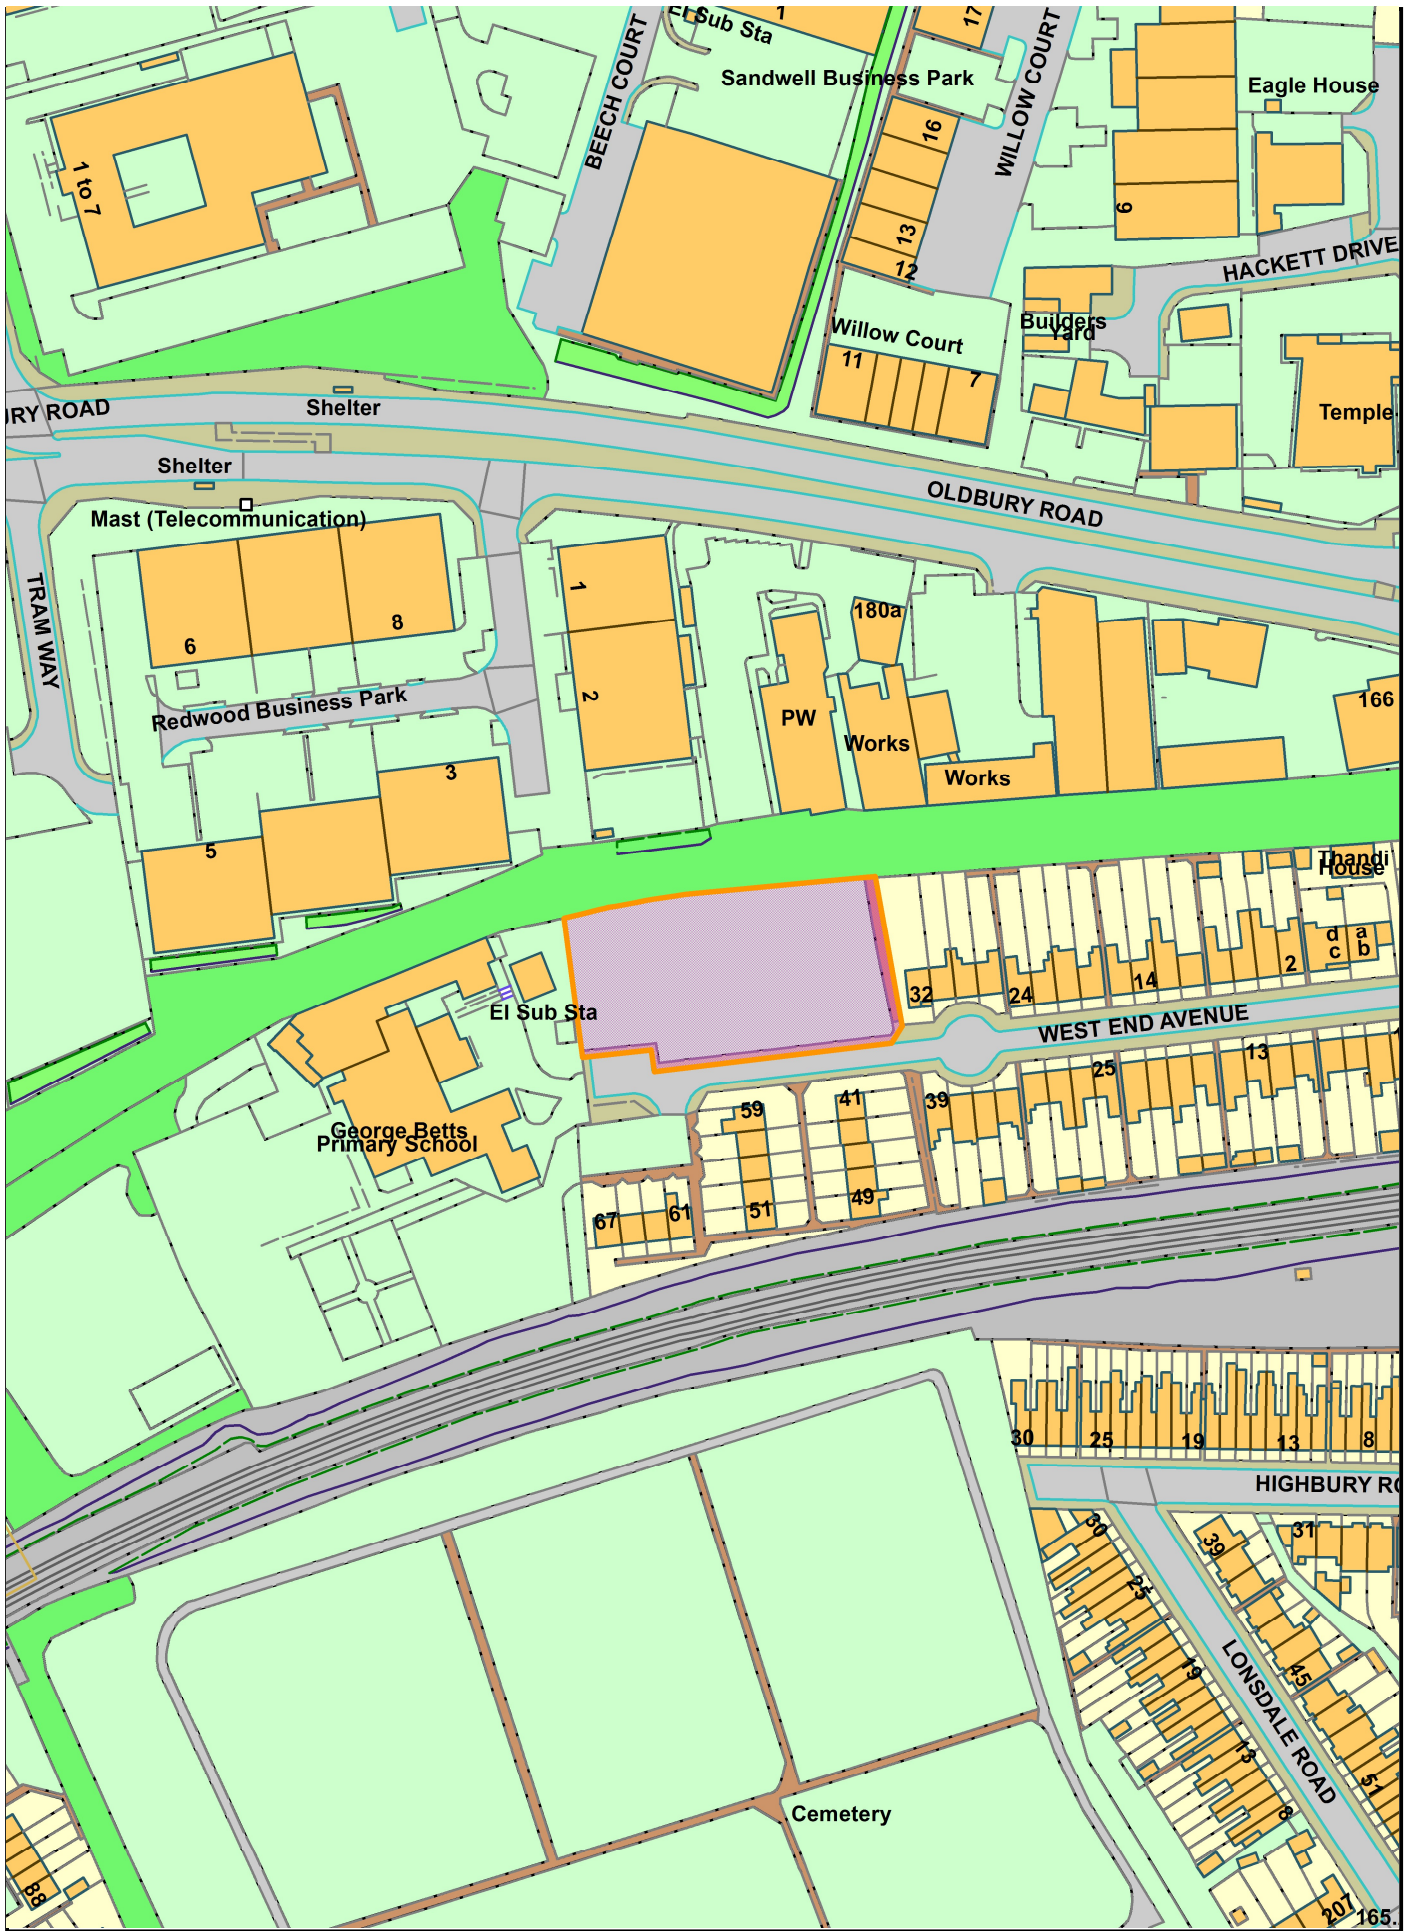 1
El Sub Sta
17
BEECH COURT
WILLOW COURT
Sandwell Business Park
Eagle House
16
1 to 7
9
13
12
HACKETT DRIVE
Builders
Yard
Willow Court
11
7
URY ROAD
Shelter
Temple
Shelter
OLDBURY ROAD
Mast (Telecommunication)
TRAM WAY
1
180a
8
6
2
Redwood Business Park
PW
166
Works
3
Works
5
Thandi
House
d
a
c
b
2
14
32
24
El Sub Sta
WEST END AVENUE
13
25
59
41
39
George Betts
Primary School
67
61
51
49
30
25
19
13
8
HIGHBURY RO
30
39
31
25
19
45
LONSDALE ROAD
13
51
8
Cemetery
88
207
165.